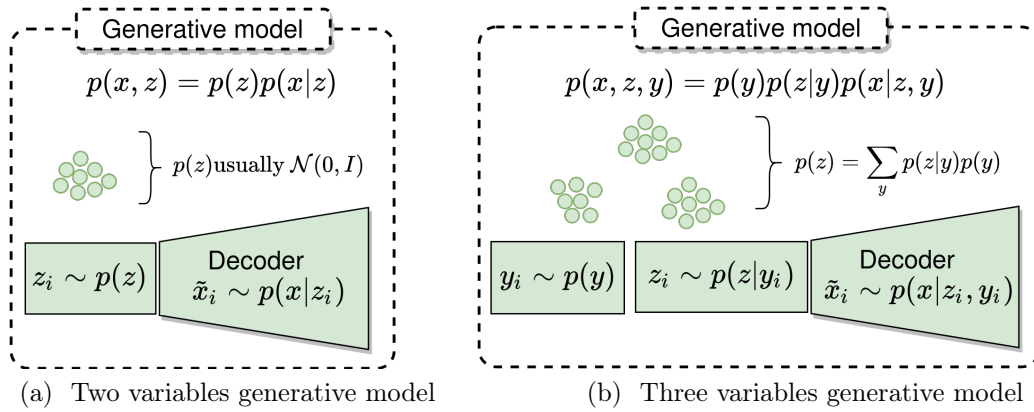 Generative model
p(x, z) = p(z)p(x|z)
p(z)usually 𝒩(0, I)
z_i ∼ p(z)
Decoder
x̃_i ∼ p(x|z_i)
(a) Two variables generative model
Generative model
p(x, z, y) = p(y)p(z|y)p(x|z, y)
p(z) = ∑_y p(z|y)p(y)
y_i ∼ p(y)
z_i ∼ p(z|y_i)
Decoder
x̃_i ∼ p(x|z_i, y_i)
(b) Three variables generative model